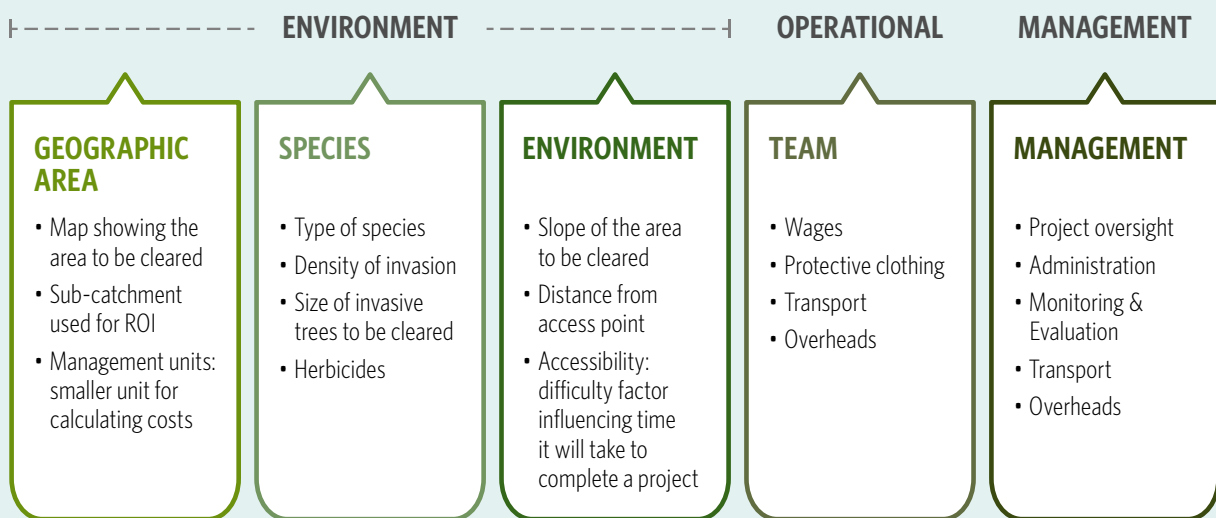 ENVIRONMENT
OPERATIONAL
MANAGEMENT
GEOGRAPHIC
AREA
• Map showing the
area to be cleared
• Sub-catchment
used for ROI
• Management units:
smaller unit for
calculating costs
SPECIES
• Type of species
• Density of invasion
• Size of invasive
trees to be cleared
• Herbicides
ENVIRONMENT
• Slope of the area
to be cleared
• Distance from
access point
• Accessibility:
difficulty factor
influencing time
it will take to
complete a project
TEAM
• Wages
• Protective clothing
• Transport
• Overheads
MANAGEMENT
• Project oversight
• Administration
• Monitoring &
Evaluation
• Transport
• Overheads